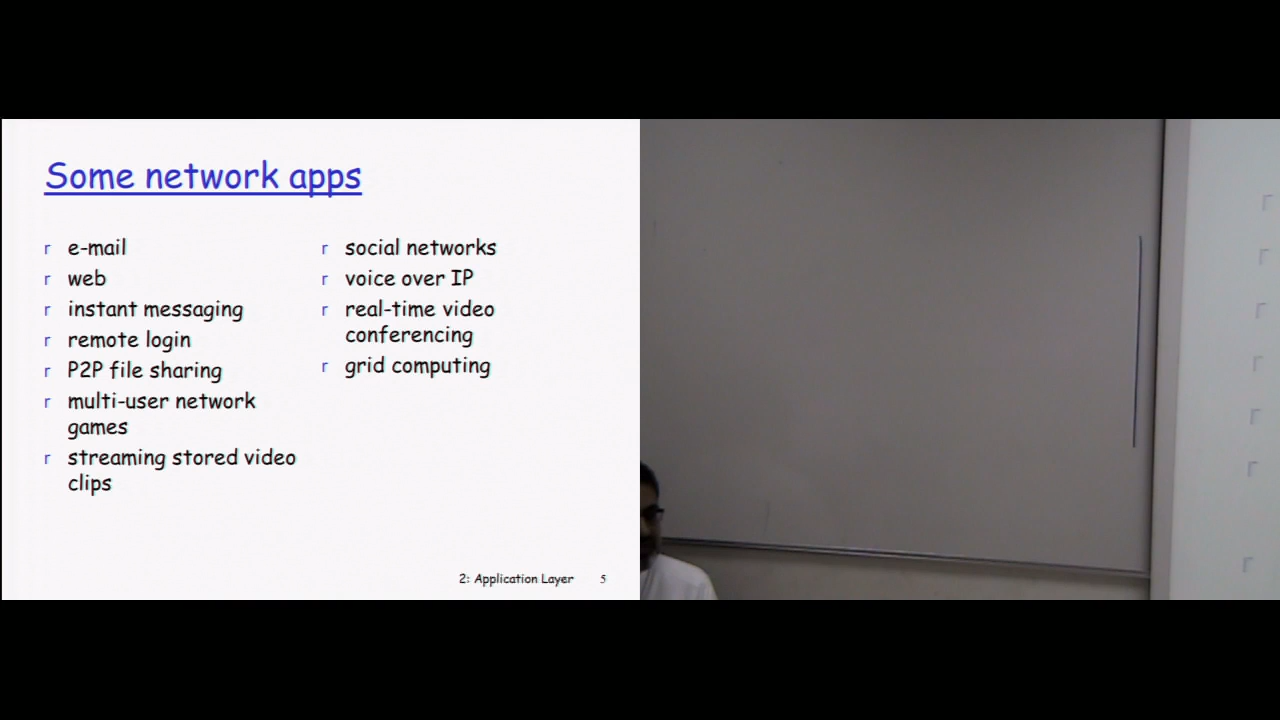 Some network apps
r e-mail
r web
r instant messaging
r remote login
r P2P file sharing
r multi-user network
games
r streaming stored video
clips
r social networks
r voice over IP
r real-time video
conferencing
r grid computing
2: Application Layer 5